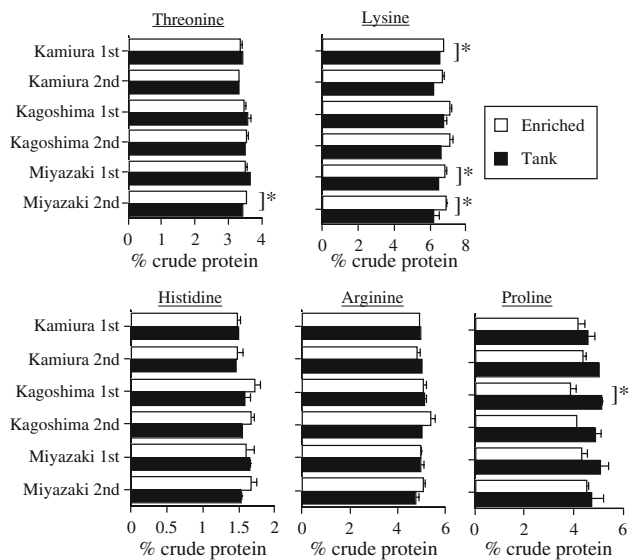 Threonine
Lysine
Kamiura 1st
Kamiura 2nd
Kagoshima 1st
Kagoshima 2nd
Miyazaki 1st
Miyazaki 2nd
]*
]*
]*
]*
Enriched
Tank
0 1 2 3 4
0 2 4 6 8
% crude protein
% crude protein
Histidine
Arginine
Proline
Kamiura 1st
Kamiura 2nd
Kagoshima 1st
Kagoshima 2nd
Miyazaki 1st
Miyazaki 2nd
]*
0 0.5 1 1.5 2
0 2 4 6
0 2 4 6
% crude protein
% crude protein
% crude protein